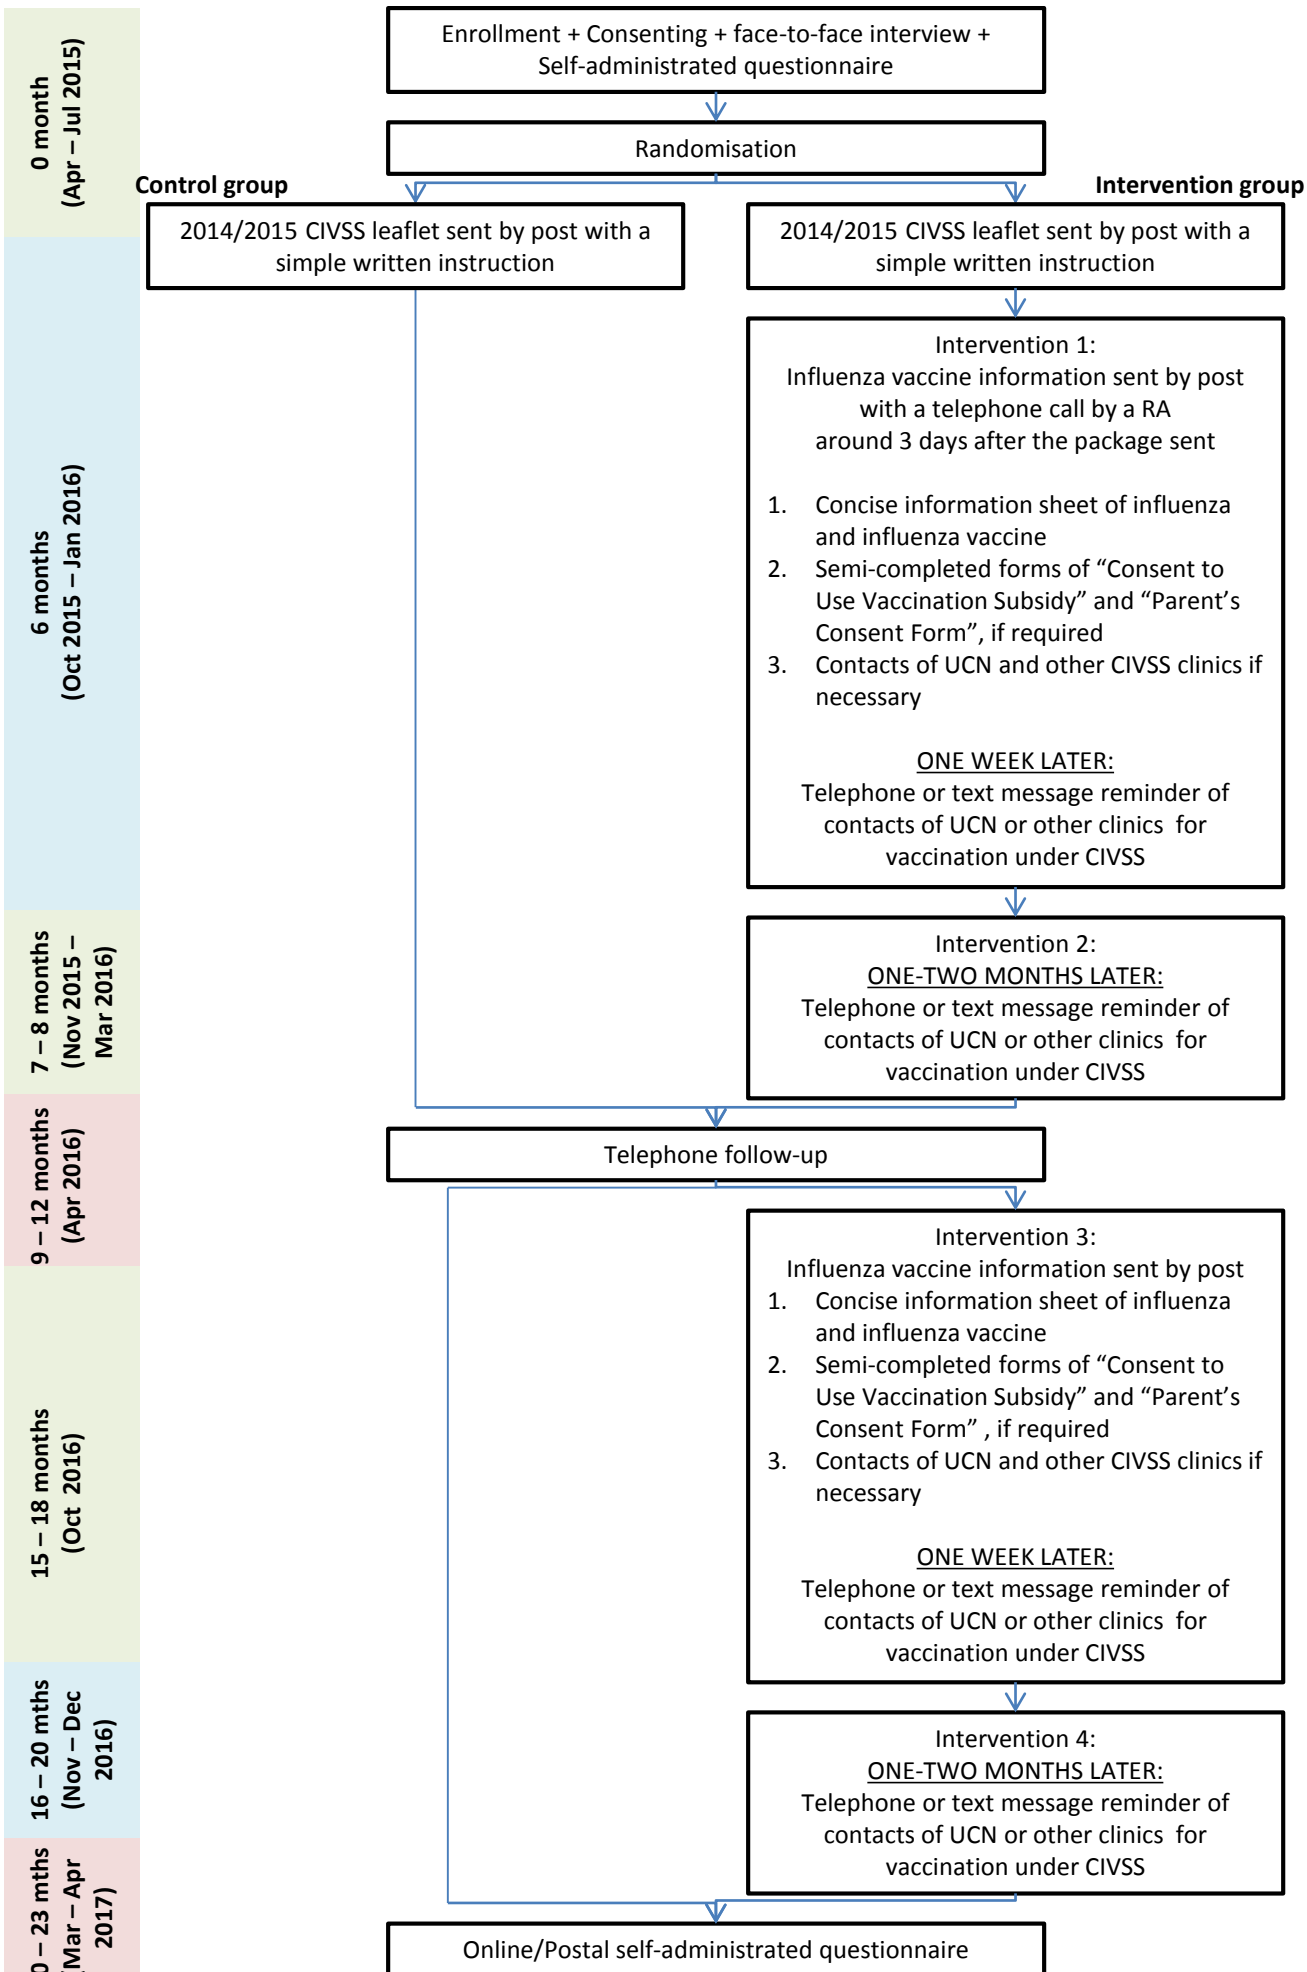 Enrollment + Consenting + face-to-face interview +
Self-administrated questionnaire
0 month
(Apr – Jul 2015)
Randomisation
Control group
Intervention group
2014/2015 CIVSS leaflet sent by post with a
simple written instruction
2014/2015 CIVSS leaflet sent by post with a
simple written instruction
6 months
(Oct 2015 – Jan 2016)
Intervention 1:
Influenza vaccine information sent by post
with a telephone call by a RA
around 3 days after the package sent
1. Concise information sheet of influenza
and influenza vaccine
2. Semi-completed forms of “Consent to
Use Vaccination Subsidy” and “Parent’s
Consent Form”, if required
3. Contacts of UCN and other CIVSS clinics if
necessary
ONE WEEK LATER:
Telephone or text message reminder of
contacts of UCN or other clinics for
vaccination under CIVSS
7 – 8 months
(Nov 2015 –
Mar 2016)
Intervention 2:
ONE-TWO MONTHS LATER:
Telephone or text message reminder of
contacts of UCN or other clinics for
vaccination under CIVSS
9 – 12 months
(Apr 2016)
Telephone follow-up
15 – 18 months
(Oct 2016)
Intervention 3:
Influenza vaccine information sent by post
1. Concise information sheet of influenza
and influenza vaccine
2. Semi-completed forms of “Consent to
Use Vaccination Subsidy” and “Parent’s
Consent Form” , if required
3. Contacts of UCN and other CIVSS clinics if
necessary
ONE WEEK LATER:
Telephone or text message reminder of
contacts of UCN or other clinics for
vaccination under CIVSS
16 – 20 mths
(Nov – Dec
2016)
Intervention 4:
ONE-TWO MONTHS LATER:
Telephone or text message reminder of
contacts of UCN or other clinics for
vaccination under CIVSS
0 – 23 mths
(Mar – Apr
2017)
Online/Postal self-administrated questionnaire